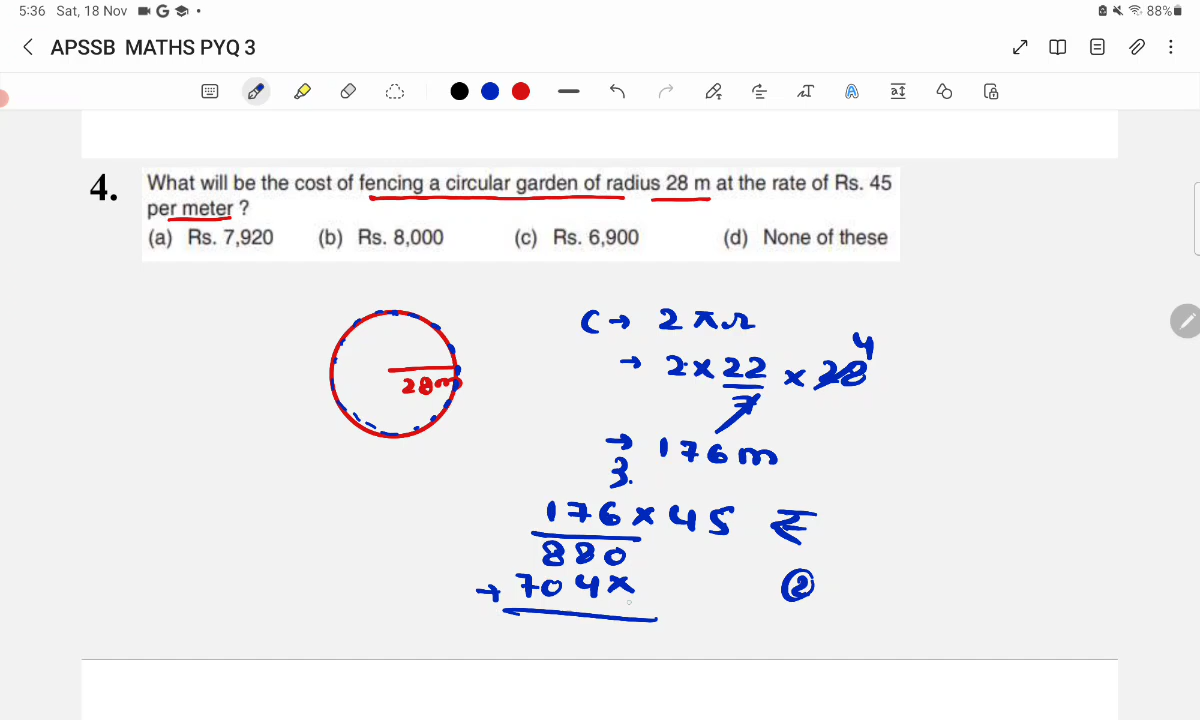 5:36 Sat, 18 Nov
88%
APSSB MATHS PYQ 3
4. What will be the cost of fencing a circular garden of radius 28 m at the rate of Rs. 45
per meter ?
(a) Rs. 7,920 (b) Rs. 8,000 (c) Rs. 6,900 (d) None of these
28m
C → 2πr
→ 2 × 22/7 × 28 4
→ 176m
3.
176 × 45 ₹
880
+ 704×